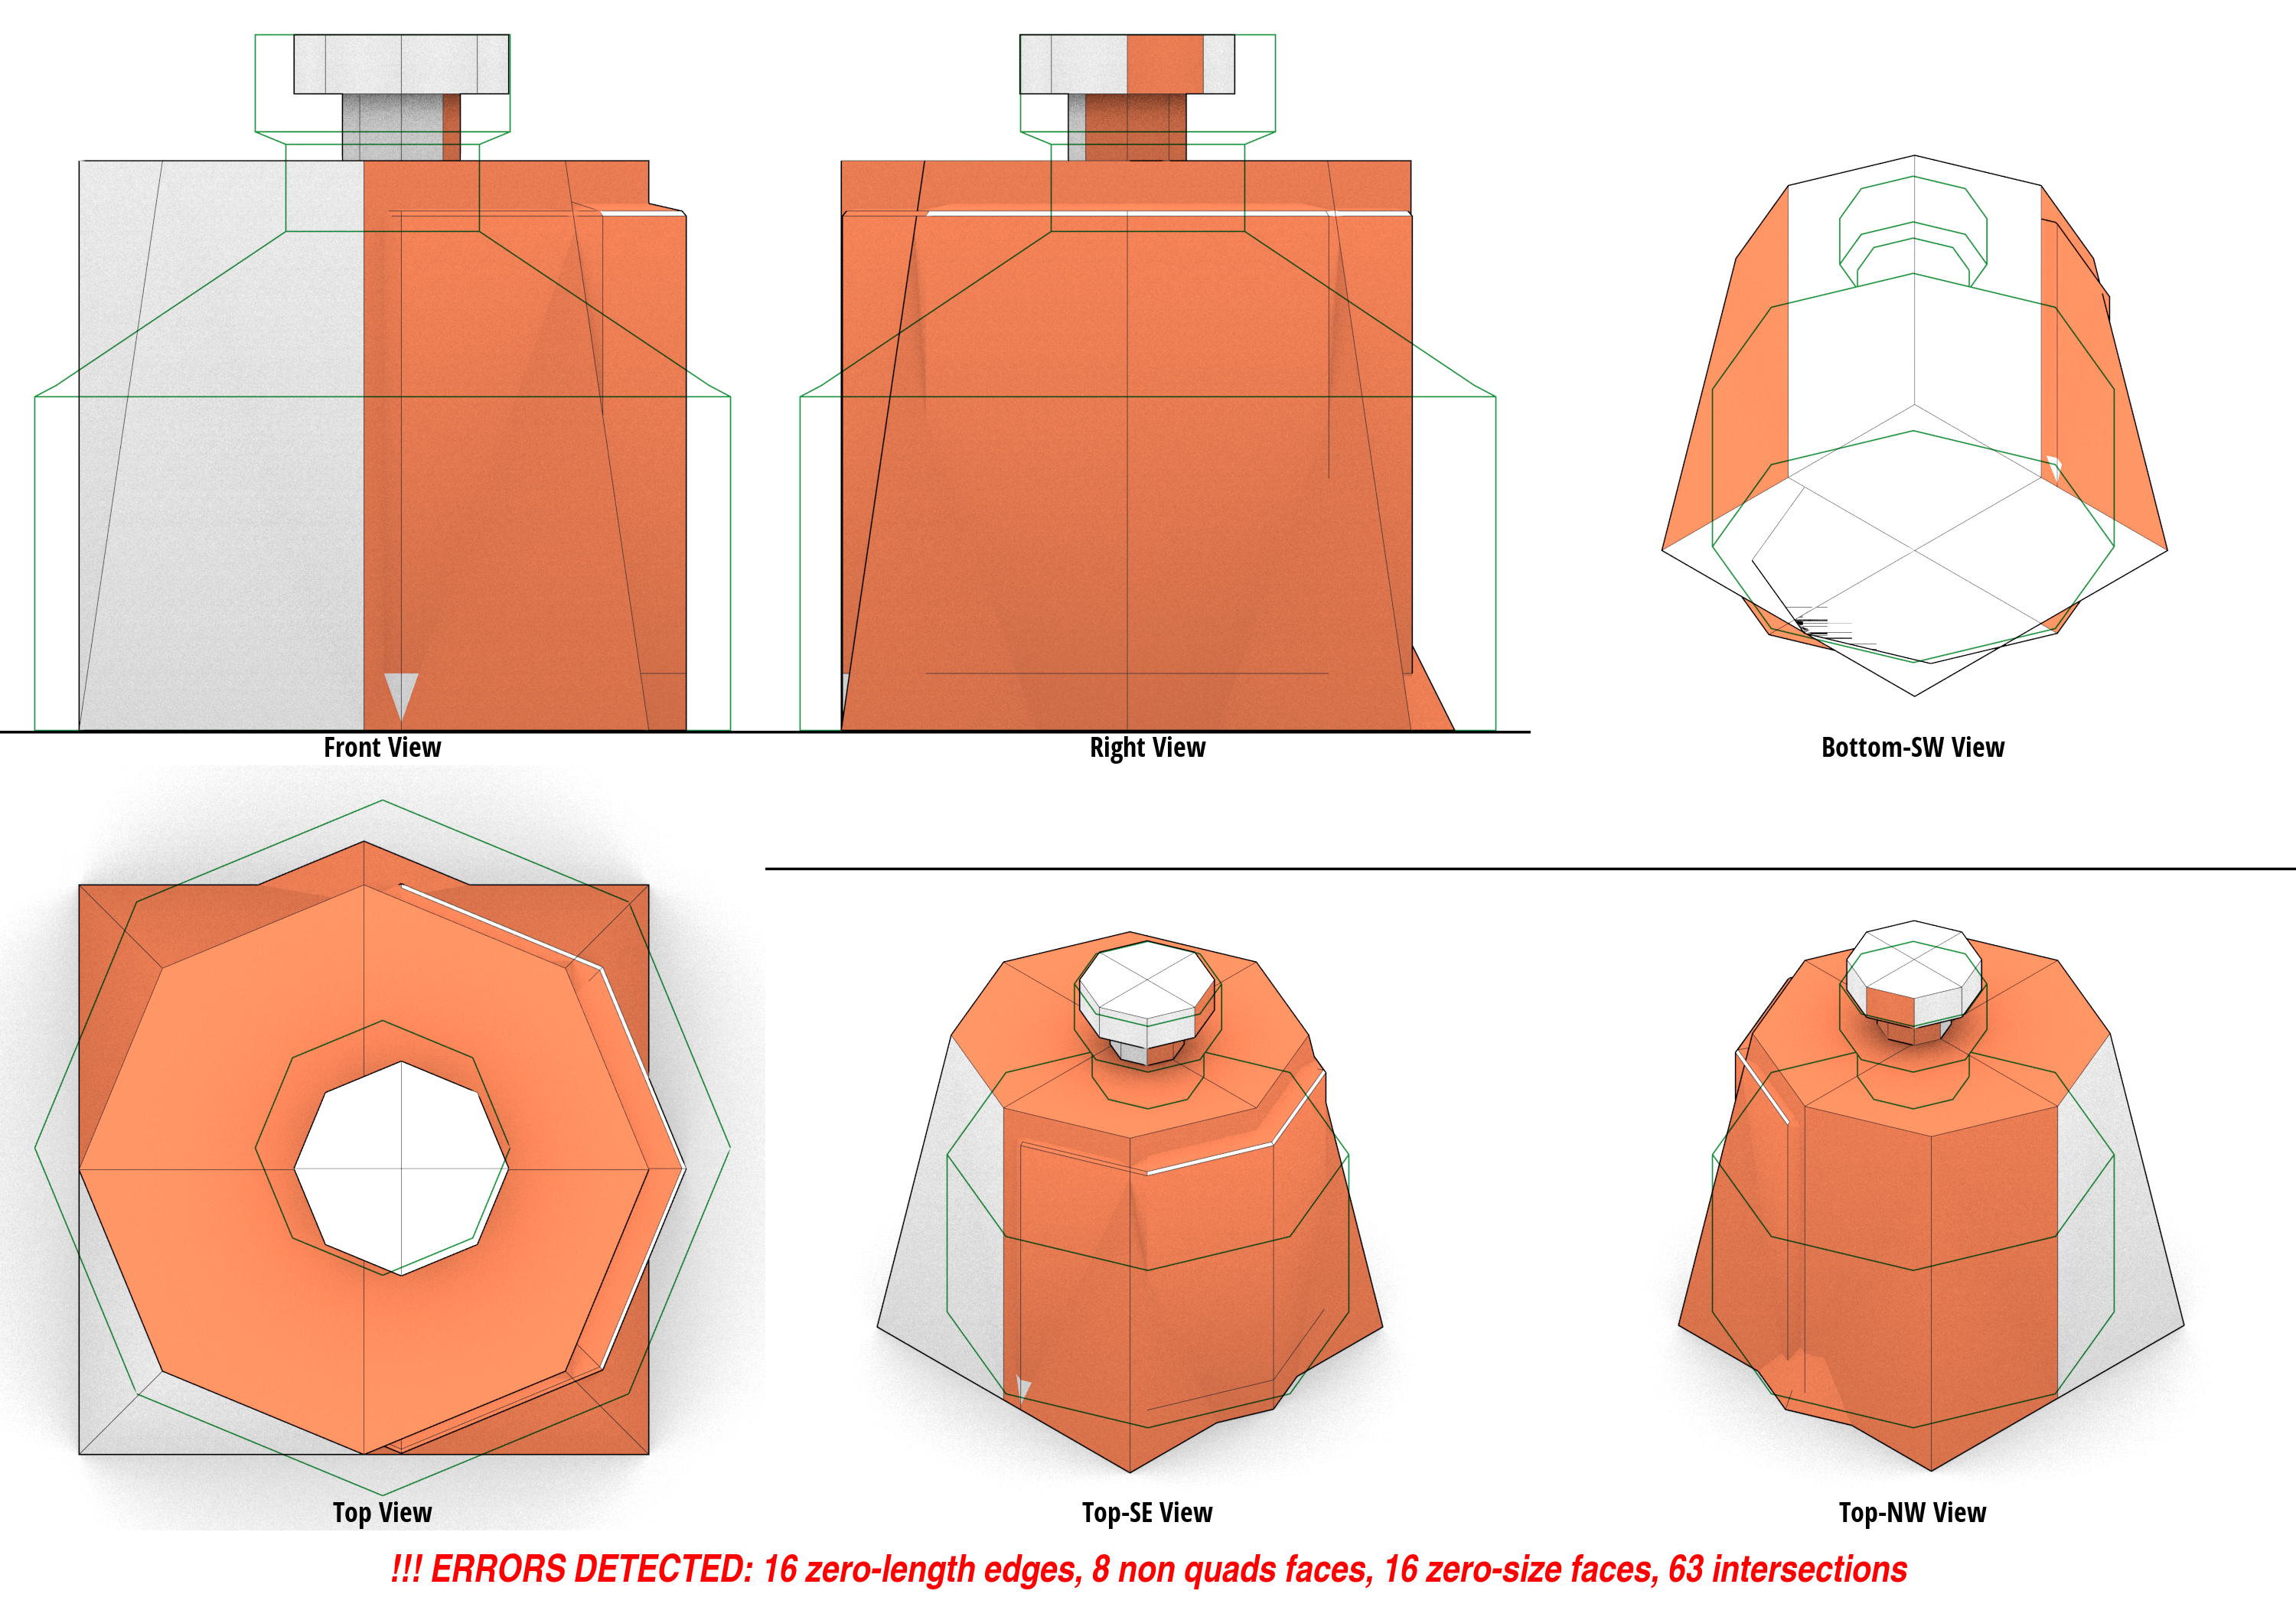 Front View
Right View
Bottom-SW View
Top View
Top-SE View
Top-NW View
!!! ERRORS DETECTED: 16 zero-length edges, 8 non quads faces, 16 zero-size faces, 63 intersections